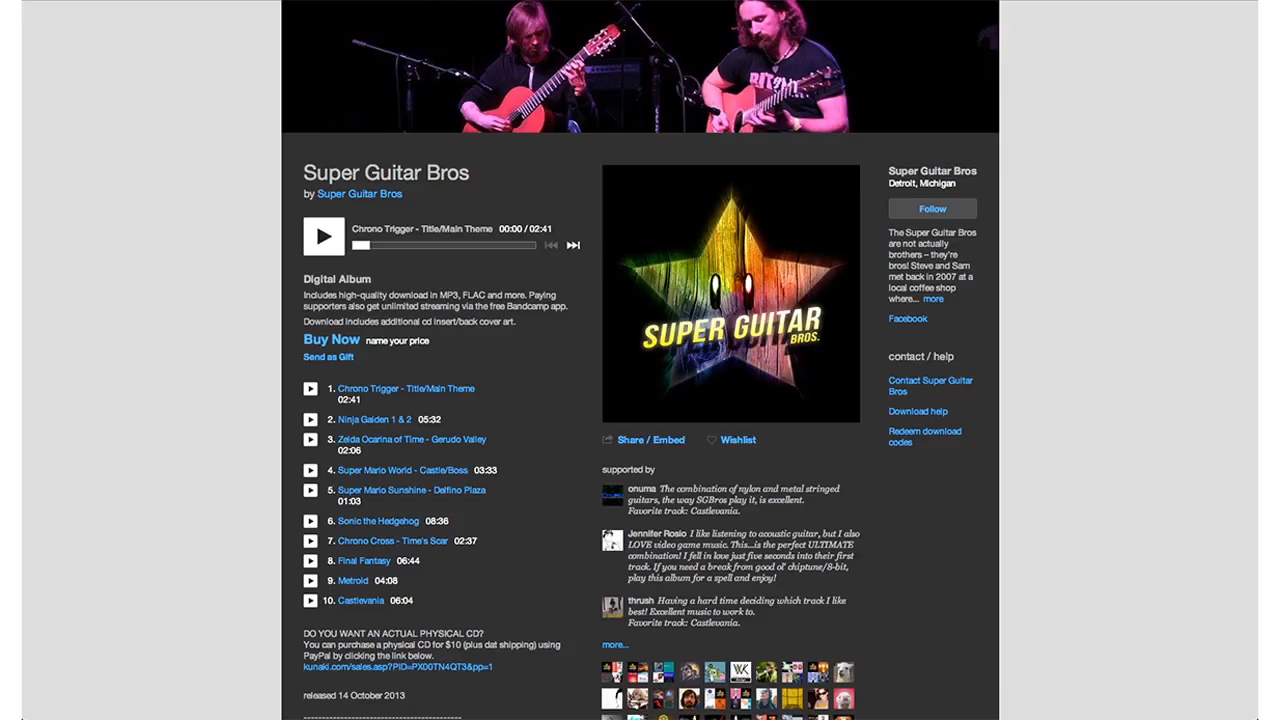 BITZMA
Super Guitar Bros
by Super Guitar Bros
Chrono Trigger - Title/Main Theme 00:00 / 02:41
Digital Album
Includes high-quality download in MP3, FLAC and more. Paying
supporters also get unlimited streaming via the free Bandcamp app.
Download includes additional cd insert/back cover art.
Buy Now name your price
Send as Gift
1. Chrono Trigger - Title/Main Theme
02:41
2. Ninja Gaiden 1 & 2 05:32
3. Zelda Ocarina of Time - Gerudo Valley
02:06
4. Super Mario World - Castle/Boss 03:33
5. Super Mario Sunshine - Delfino Plaza
01:03
6. Sonic the Hedgehog 08:36
7. Chrono Cross - Time's Scar 02:37
8. Final Fantasy 06:44
9. Metroid 04:08
10. Castlevania 06:04
DO YOU WANT AN ACTUAL PHYSICAL CD?
You can purchase a physical CD for $10 (plus dat shipping) using
PayPal by clicking the link below.
kunaki.com/sales.asp?PID=PX00TN4QT3&pp=1
released 14 October 2013
SUPER GUITAR
BROS.
Share / Embed Wishlist
supported by
onuma The combination of nylon and metal stringed
guitars, the way SGBros play it, is excellent.
Favorite track: Castlevania.
Jennifer Rosio I like listening to acoustic guitar, but I also
LOVE video game music. This...is the perfect ULTIMATE
combination! I fell in love just five seconds into their first
track. If you need a break from good ol' chiptune/8-bit,
play this album for a spell and enjoy!
thrush Having a hard time deciding which track I like
best! Excellent music to work to.
Favorite track: Castlevania.
more...
Super Guitar Bros
Detroit, Michigan
Follow
The Super Guitar Bros
are not actually
brothers – they're
bros! Steve and Sam
met back in 2007 at a
local coffee shop
where... more
Facebook
contact / help
Contact Super Guitar
Bros
Download help
Redeem download
codes